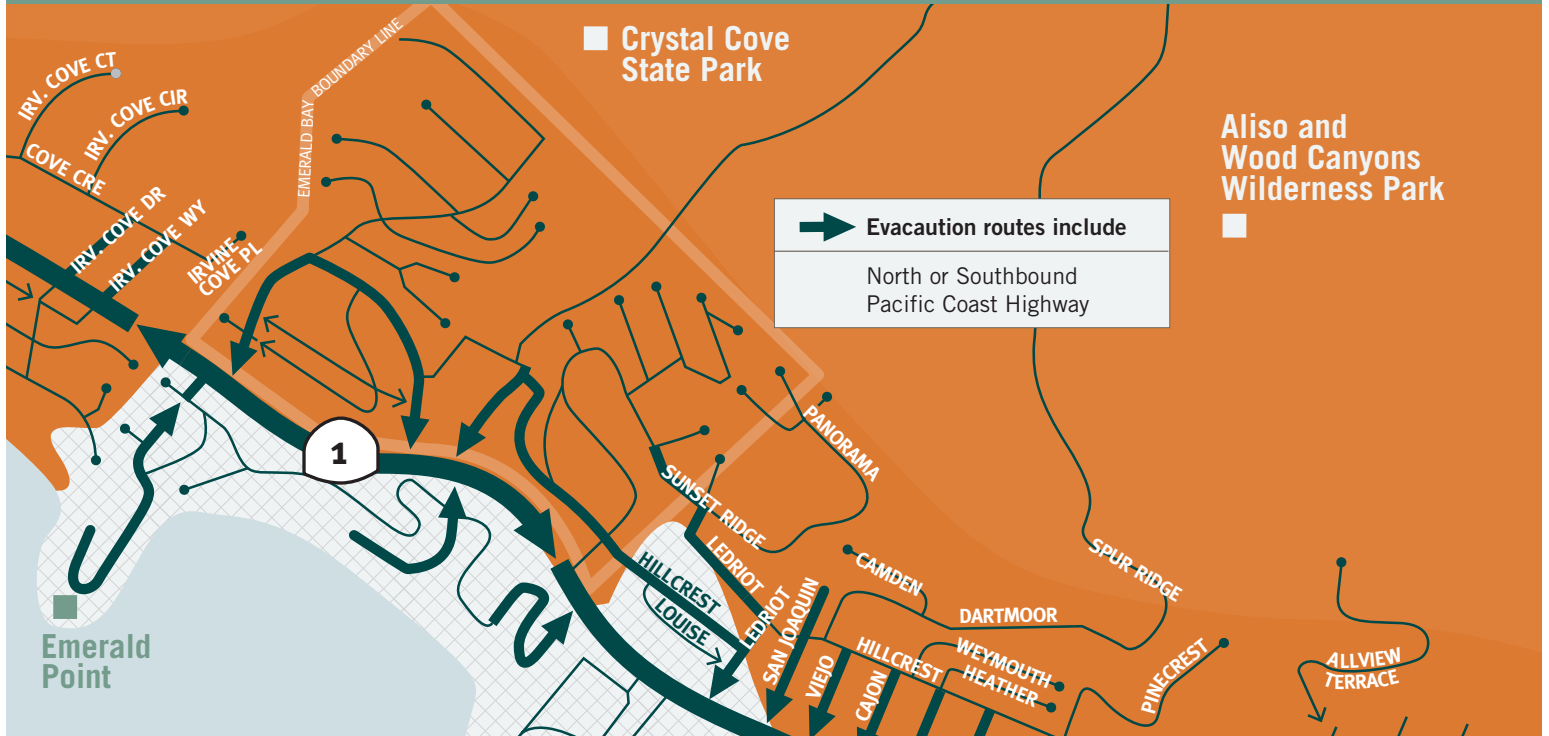 Crystal Cove
State Park
EMERALD BAY BOUNDARY LINE
IRV. COVE CT
IRV. COVE CIR
COVE CRE
IRV. COVE DR
IRV. COVE WY
IRVINE
COVE PL
Aliso and
Wood Canyons
Wilderness Park
Evacaution routes include
North or Southbound
Pacific Coast Highway
1
PANORAMA
SUNSET RIDGE
LEDRIOT
HILLCREST
LOUISE
LEDRIOT
SAN JOAQUIN
CAMDEN
SPUR RIDGE
DARTMOOR
HILLCREST
WEYMOUTH
HEATHER
VIEJO
CAJON
PINECREST
ALLVIEW
TERRACE
Emerald
Point